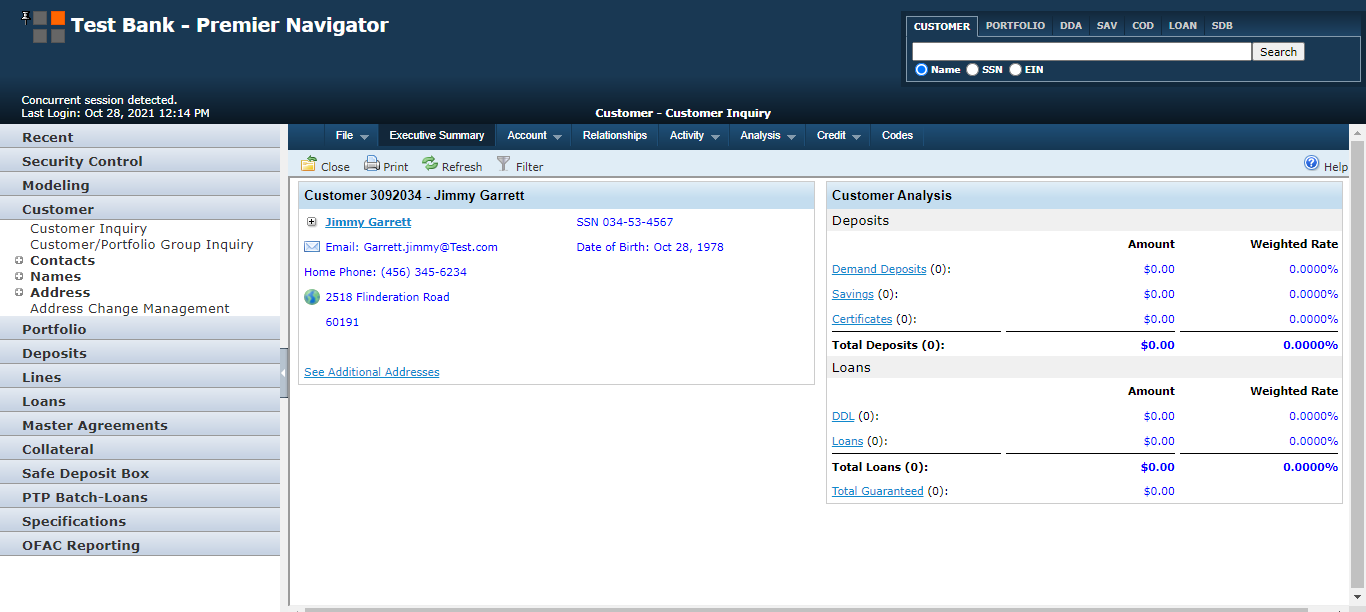 Test Bank - Premier Navigator
CUSTOMER PORTFOLIO DDA SAV COD LOAN SDB
Search
Name SSN EIN
Concurrent session detected.
Last Login: Oct 28, 2021 12:14 PM
Customer - Customer Inquiry
Recent
Security Control
Modeling
Customer
Customer Inquiry
Customer/Portfolio Group Inquiry
Contacts
Names
Address
Address Change Management
Portfolio
Deposits
Lines
Loans
Master Agreements
Collateral
Safe Deposit Box
PTP Batch-Loans
Specifications
OFAC Reporting
File Executive Summary Account Relationships Activity Analysis Credit Codes
Close Print Refresh Filter Help
Customer 3092034 - Jimmy Garrett
Jimmy Garrett SSN 034-53-4567
Email: Garrett.jimmy@Test.com Date of Birth: Oct 28, 1978
Home Phone: (456) 345-6234
2518 Flinderation Road
60191
See Additional Addresses
Customer Analysis
Deposits
Amount Weighted Rate
Demand Deposits (0): $0.00 0.0000%
Savings (0): $0.00 0.0000%
Certificates (0): $0.00 0.0000%
Total Deposits (0): $0.00 0.0000%
Loans
Amount Weighted Rate
DDL (0): $0.00 0.0000%
Loans (0): $0.00 0.0000%
Total Loans (0): $0.00 0.0000%
Total Guaranteed (0): $0.00